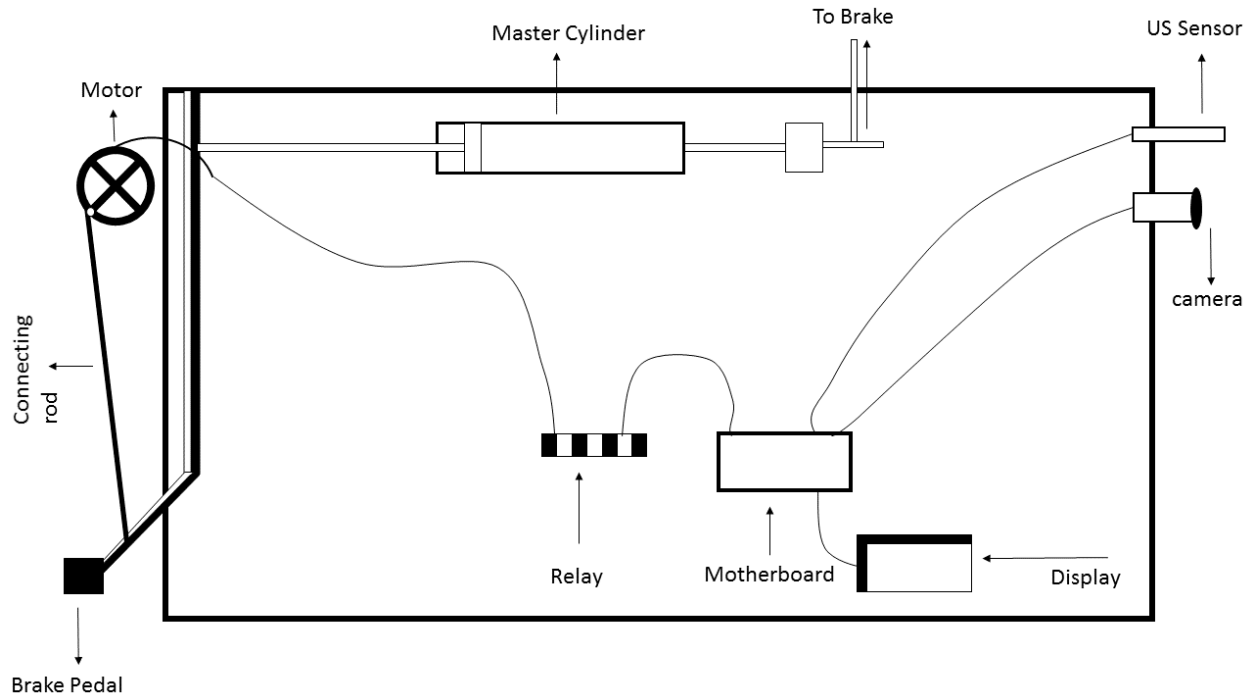 To Brake
US Sensor
Master Cylinder
Motor
camera
Connecting
rod
Relay
Motherboard
Display
Brake Pedal